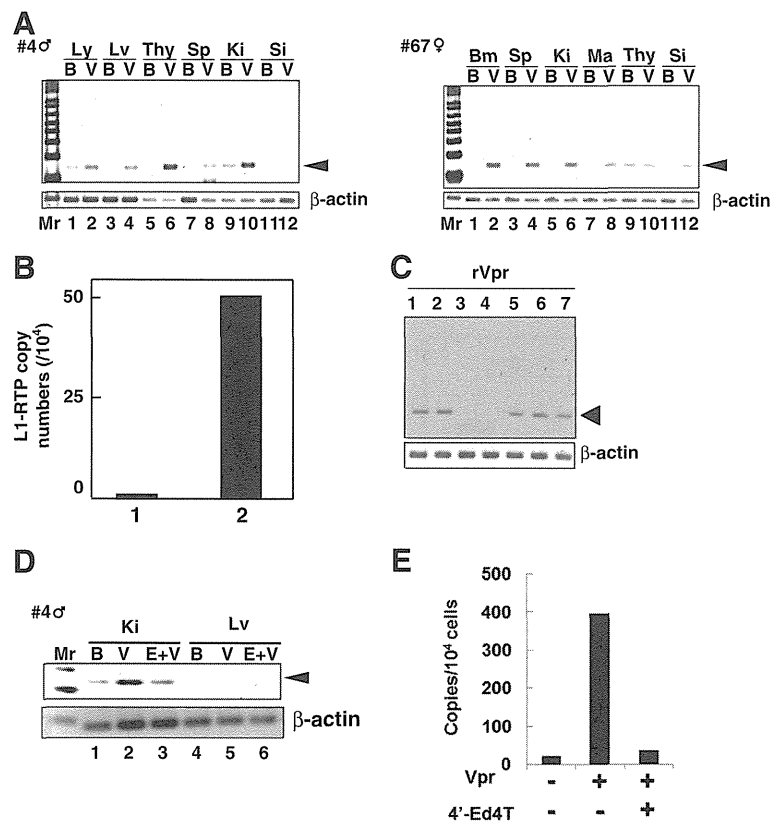 A
#4♂
Ly Lv Thy Sp Ki Si
B V B V B V B V B V B V
β-actin
Mr 1 2 3 4 5 6 7 8 9 10 11 12
#67♀
Bm Sp Ki Ma Thy Si
B V B V B V B V B V B V
β-actin
Mr 1 2 3 4 5 6 7 8 9 10 11 12
B
L1-RTP copy
numbers (/10⁴)
50
25
0
1 2
C
rVpr
1 2 3 4 5 6 7
β-actin
D
#4♂
Ki Lv
Mr B V E+V B V E+V
β-actin
1 2 3 4 5 6
E
Copies/10⁴ cells
500
400
300
200
100
0
Vpr - + +
4'-Ed4T - - +